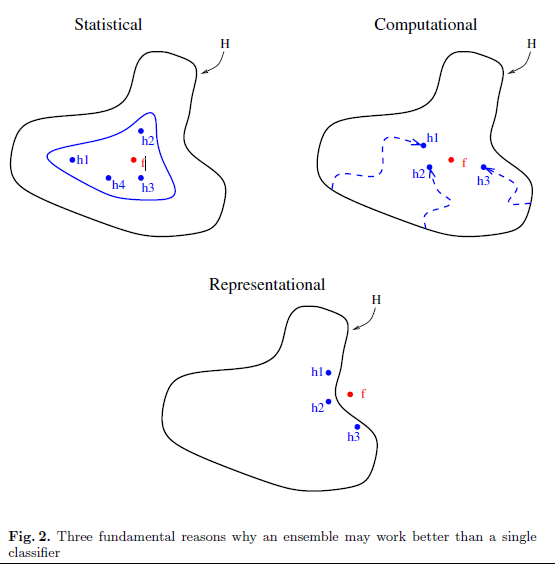 Statistical
H
h2
h1
f
h4
h3
Computational
H
h1
f
h2
h3
Representational
H
h1
f
h2
h3
Fig. 2. Three fundamental reasons why an ensemble may work better than a single
classifier